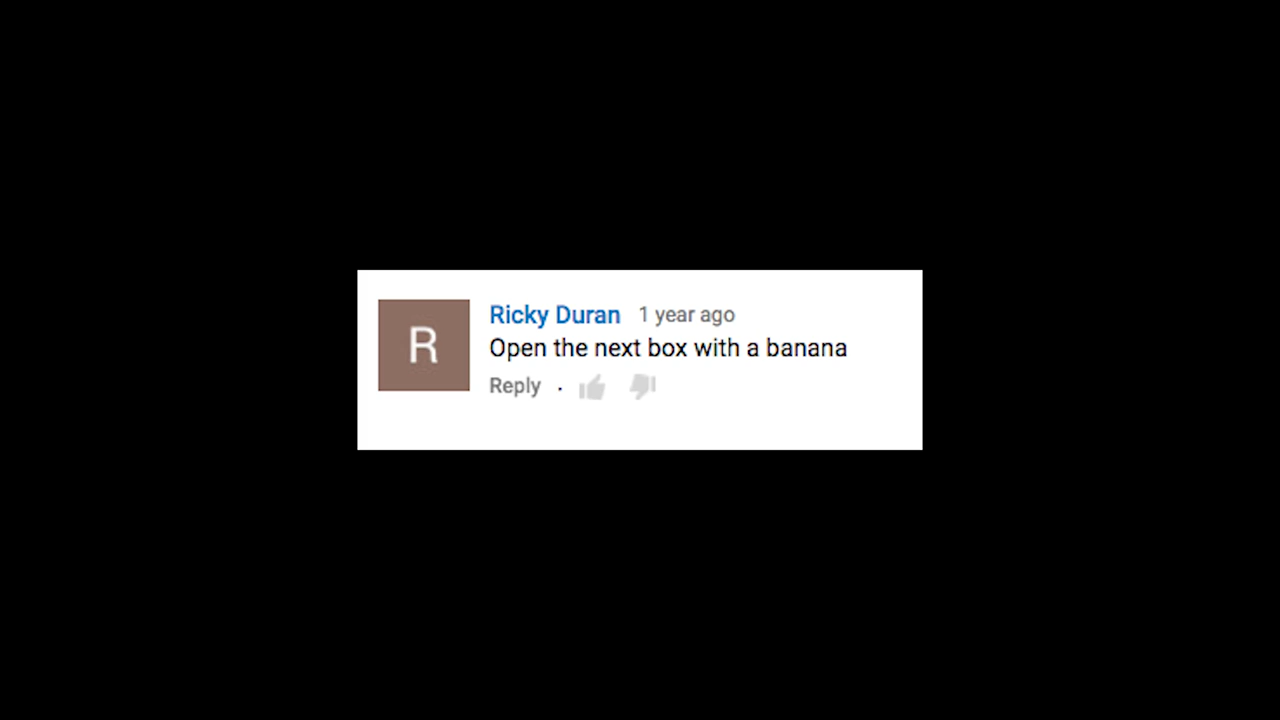 R
Ricky Duran 1 year ago
Open the next box with a banana
Reply ·